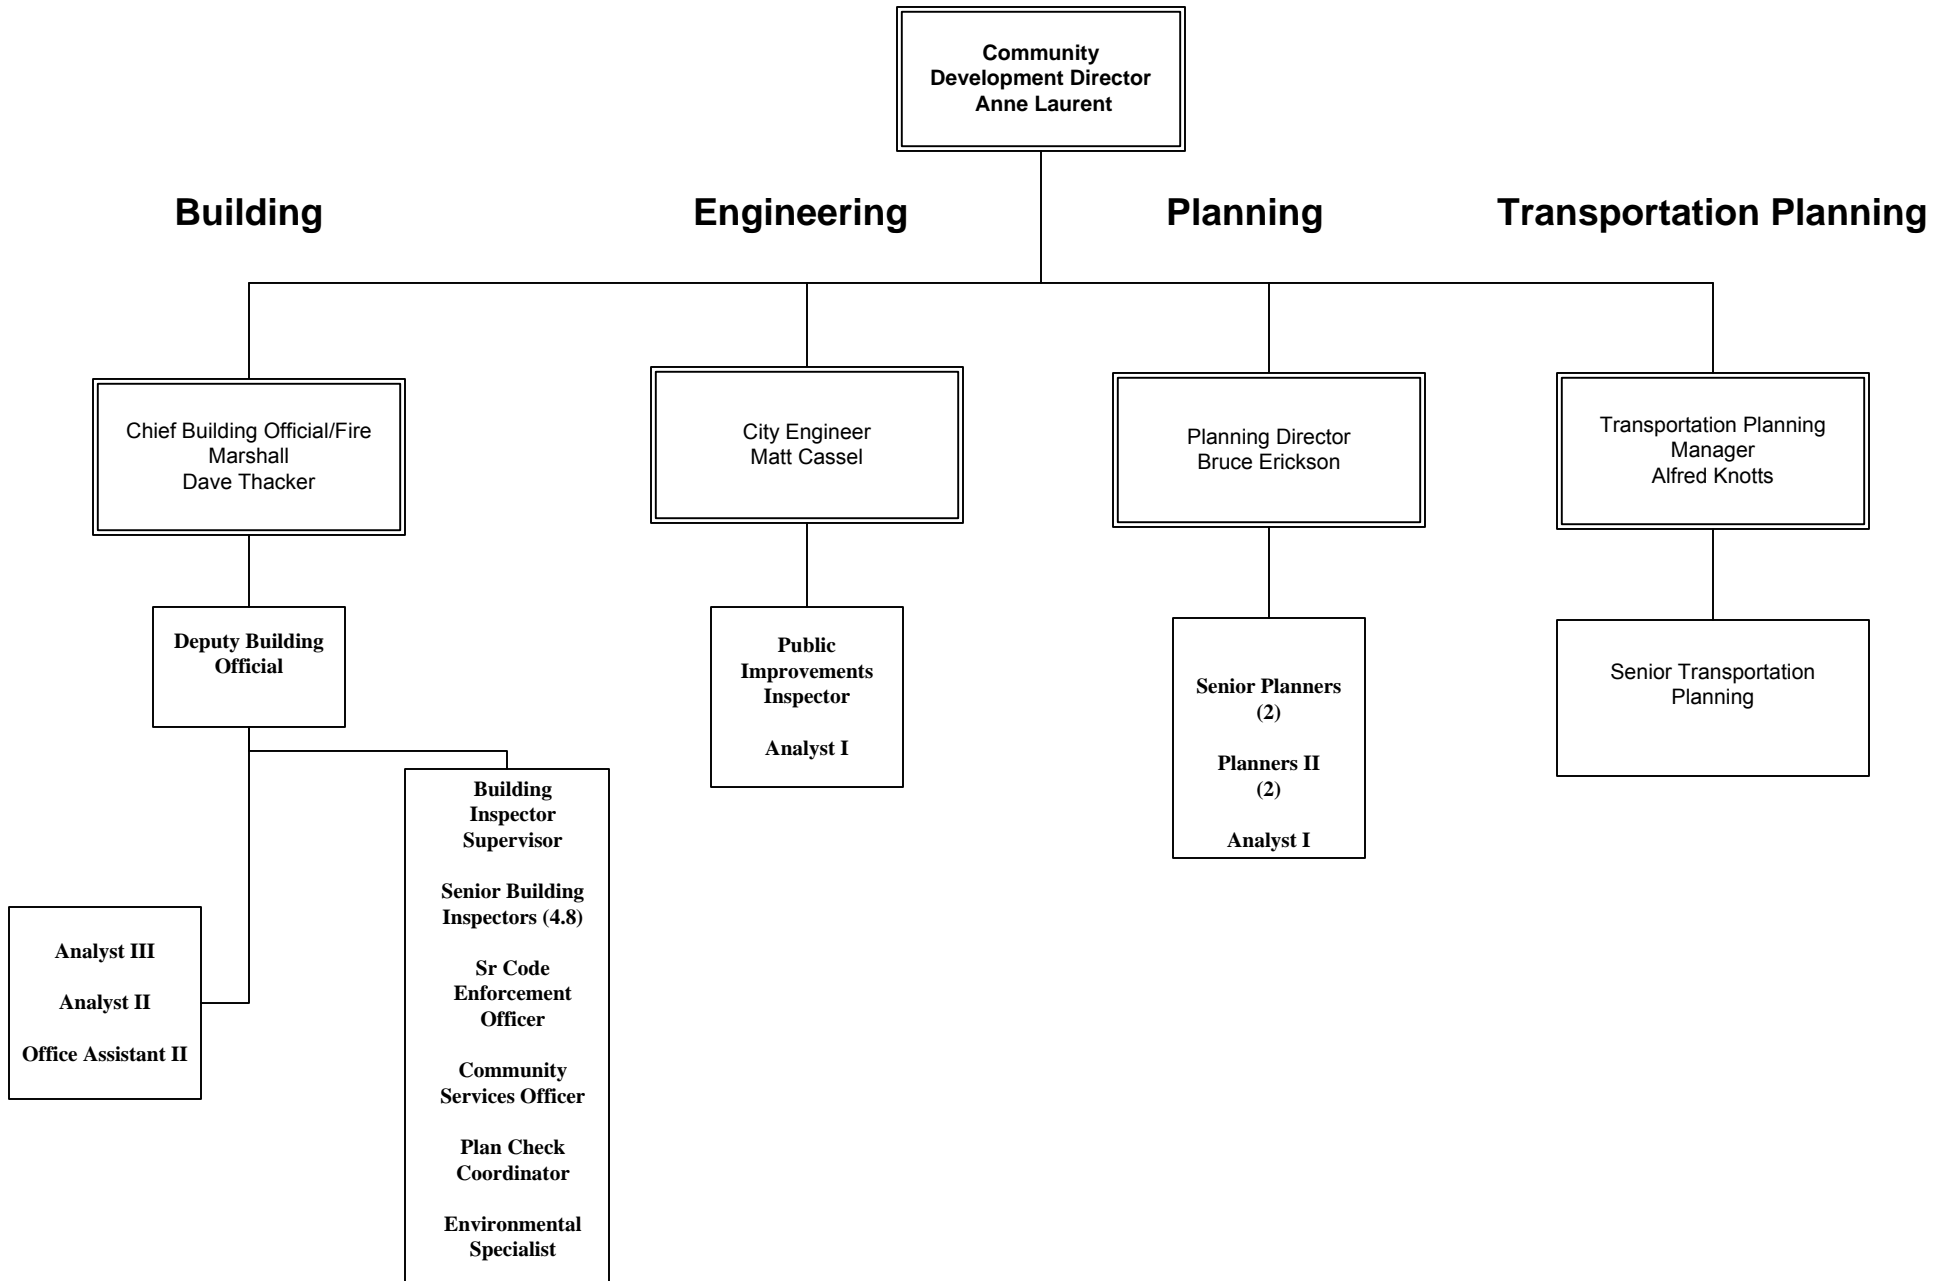 Community
Development Director
Anne Laurent
Building
Engineering
Planning
Transportation Planning
Chief Building Official/Fire
Marshall
Dave Thacker
City Engineer
Matt Cassel
Planning Director
Bruce Erickson
Transportation Planning
Manager
Alfred Knotts
Deputy Building
Official
Public
Improvements
Inspector
Analyst I
Senior Planners
(2)
Planners II
(2)
Analyst I
Senior Transportation
Planning
Building
Inspector
Supervisor
Senior Building
Inspectors (4.8)
Sr Code
Enforcement
Officer
Community
Services Officer
Plan Check
Coordinator
Environmental
Specialist
Analyst III
Analyst II
Office Assistant II